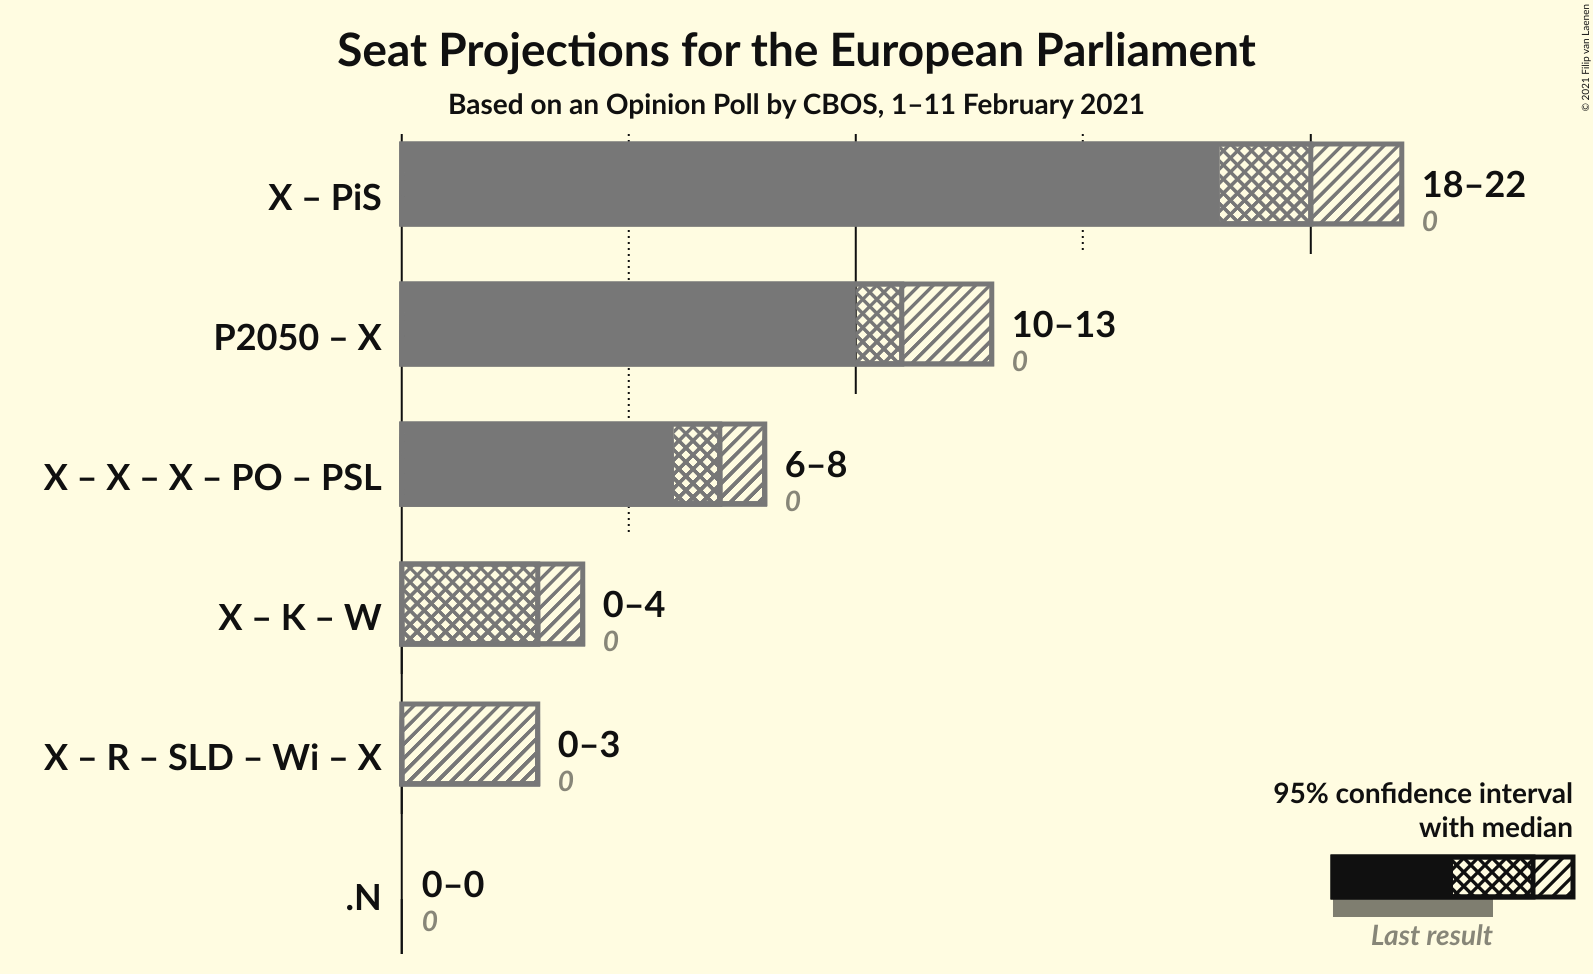 Seat Projections for the European Parliament
Based on an Opinion Poll by CBOS, 1–11 February 2021
© 2021 Filip van Laenen
X – PiS
18–22
0
P2050 – X
10–13
0
X – X – X – PO – PSL
6–8
0
X – K – W
0–4
0
X – R – SLD – Wi – X
0–3
0
.N
0–0
0
95% confidence interval
with median
Last result